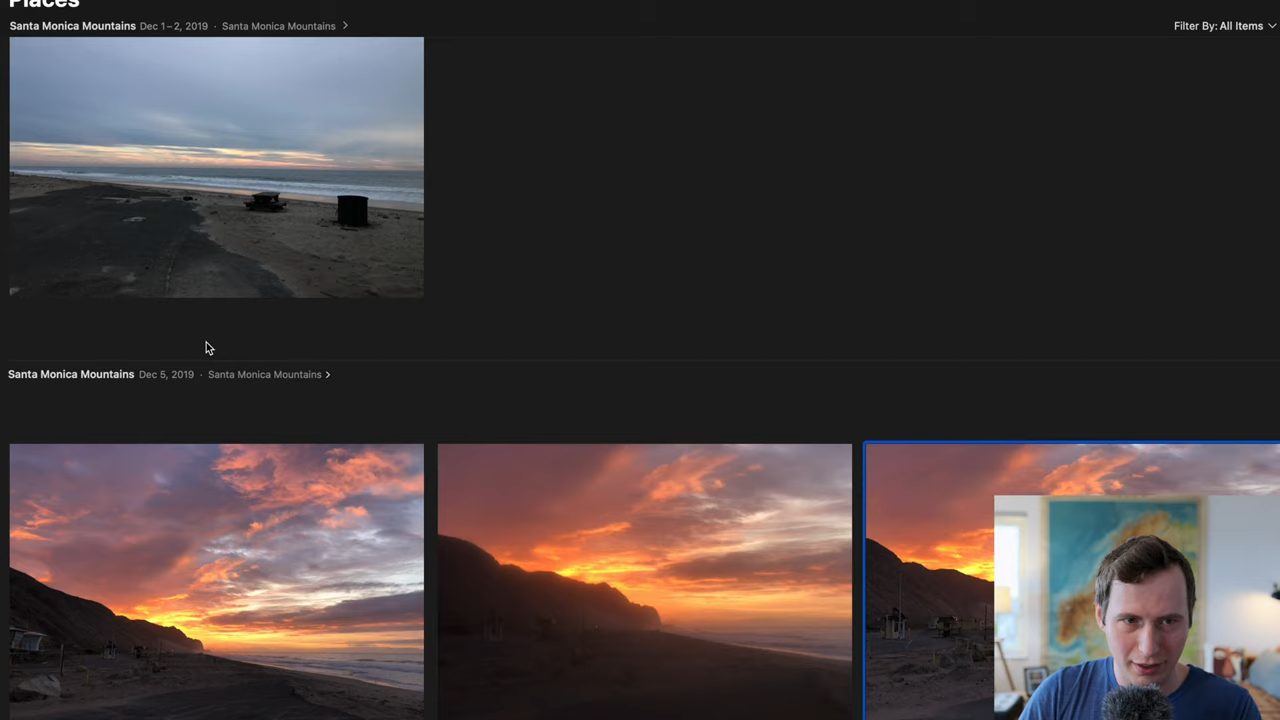 Places
Santa Monica Mountains Dec 1–2, 2019 · Santa Monica Mountains >
Filter By: All Items
Santa Monica Mountains Dec 5, 2019 · Santa Monica Mountains >